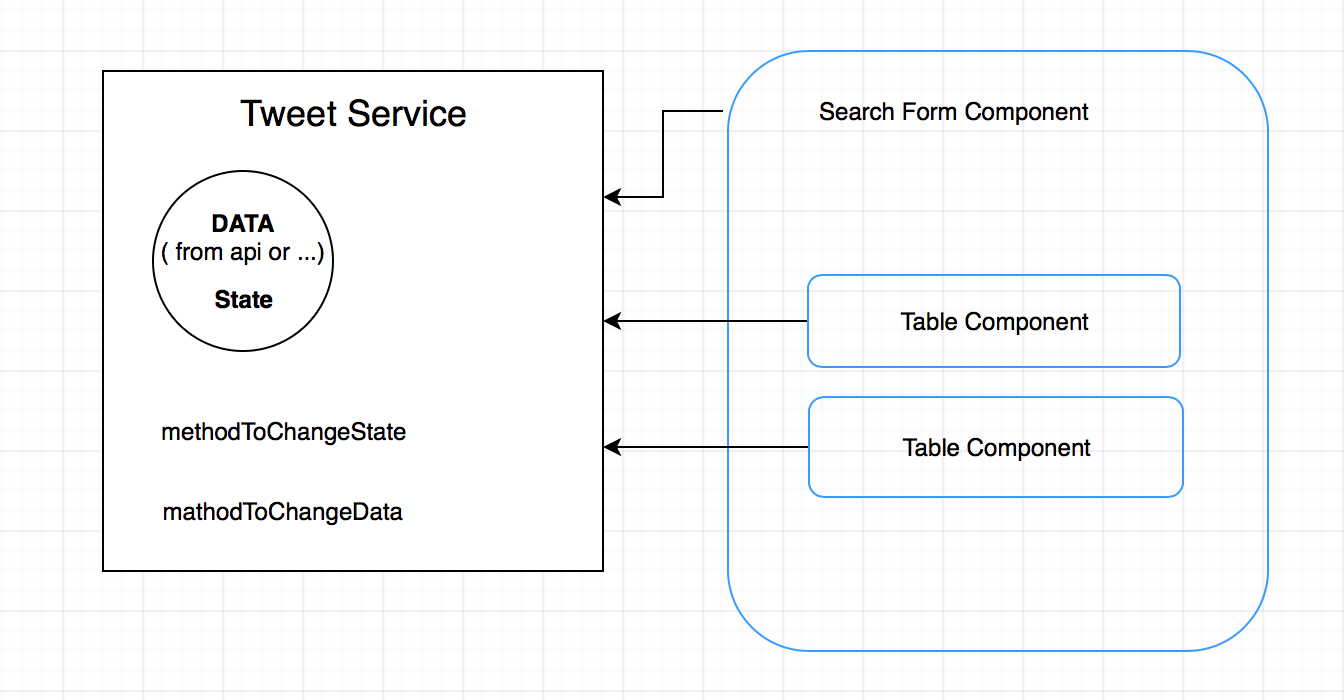 Tweet Service
DATA
( from api or ...)
State
methodToChangeState
mathodToChangeData
Search Form Component
Table Component
Table Component